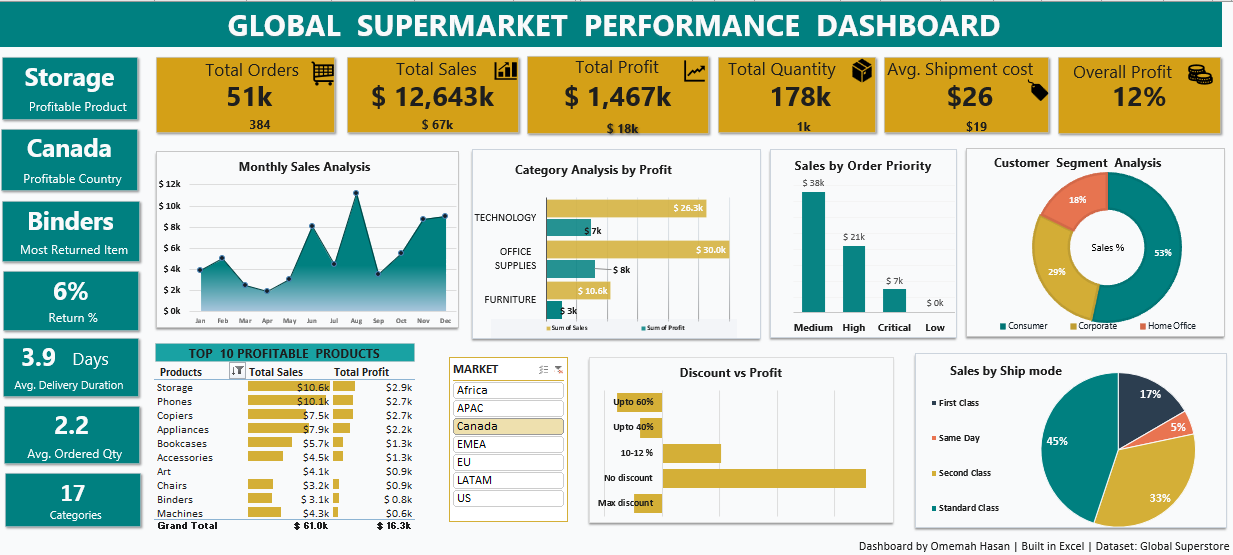 GLOBAL SUPERMARKET PERFORMANCE DASHBOARD
Storage
Profitable Product
Canada
Profitable Country
Binders
Most Returned Item
6%
Return %
3.9 Days
Avg. Delivery Duration
2.2
Avg. Ordered Qty
17
Categories
Total Orders
51k
384
Total Sales
$ 12,643k
$ 67k
Total Profit
$ 1,467k
$ 18k
Total Quantity
178k
1k
Avg. Shipment cost
$26
$19
Overall Profit
12%
Monthly Sales Analysis
$ 12k
$ 10k
$ 8k
$ 6k
$ 4k
$ 2k
$ 0k
Jan Feb Mar Apr May Jun Jul Aug Sep Oct Nov Dec
Category Analysis by Profit
TECHNOLOGY
$ 26.3k
$ 7k
OFFICE
SUPPLIES
$ 30.0k
$ 8k
FURNITURE
$ 10.6k
$ 3k
Sum of Sales Sum of Profit
Sales by Order Priority
$ 38k
$ 21k
$ 7k
$ 0k
Medium High Critical Low
Customer Segment Analysis
18%
53%
29%
Sales %
Consumer Corporate Home Office
TOP 10 PROFITABLE PRODUCTS
Products Total Sales Total Profit
Storage $10.6k $2.9k
Phones $10.1k $2.7k
Copiers $7.5k $2.7k
Appliances $7.9k $2.2k
Bookcases $5.7k $1.3k
Accessories $4.5k $1.3k
Art $4.1k $0.9k
Chairs $3.2k $0.9k
Binders $ 3.1k $ 0.8k
Machines $4.3k $0.6k
Grand Total $ 61.0k $ 16.3k
MARKET
Africa
APAC
Canada
EMEA
EU
LATAM
US
Discount vs Profit
Upto 60%
Upto 40%
10-12 %
No discount
Max discount
Sales by Ship mode
First Class
Same Day
Second Class
Standard Class
17%
5%
33%
45%
Dashboard by Omemah Hasan | Built in Excel | Dataset: Global Superstore